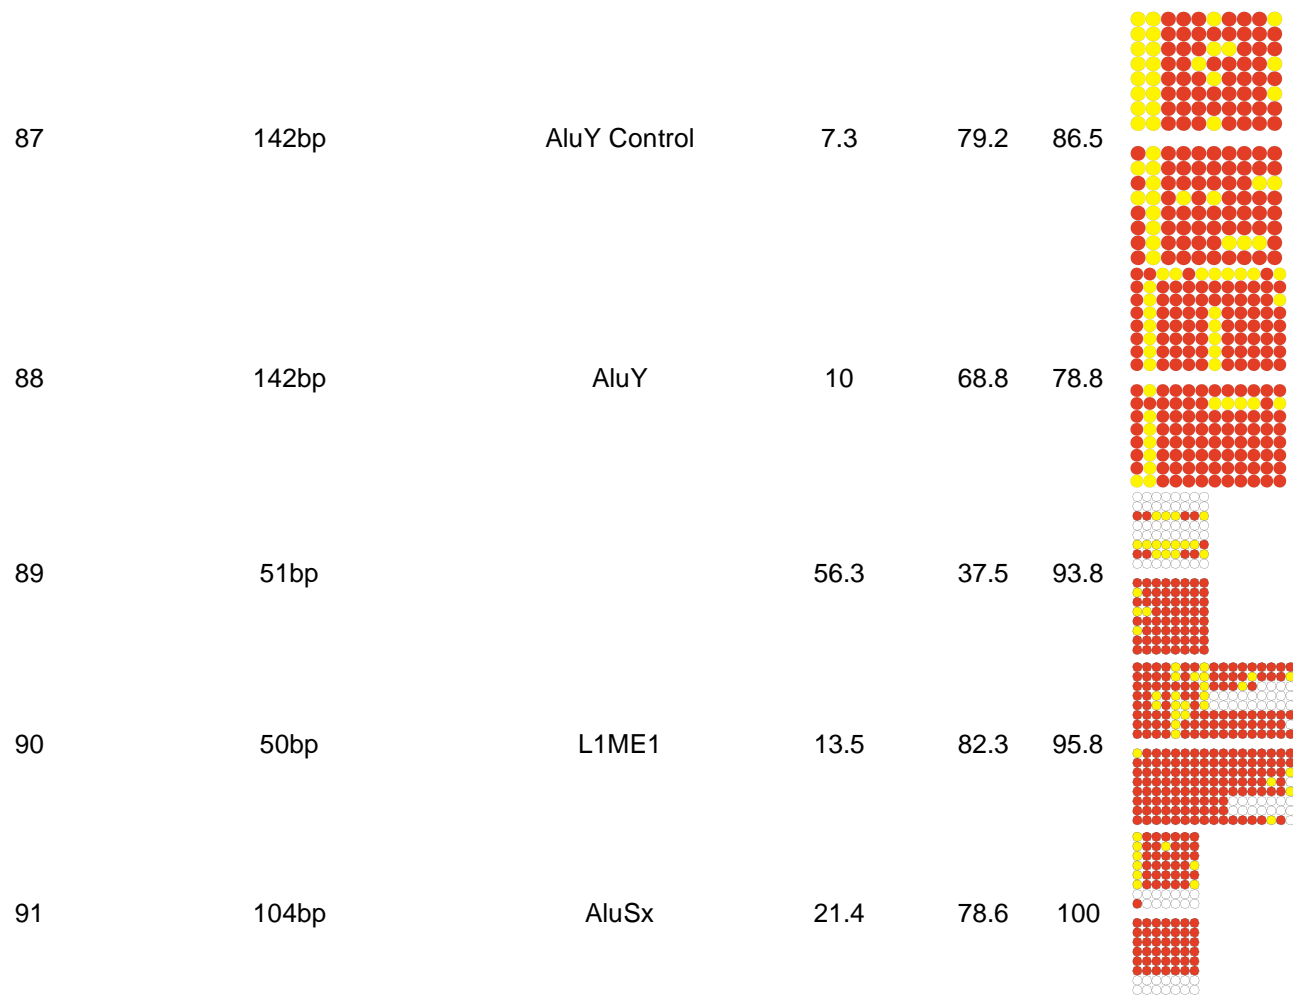 87 142bp AluY Control 7.3 79.2 86.5
88 142bp AluY 10 68.8 78.8
89 51bp 56.3 37.5 93.8
90 50bp L1ME1 13.5 82.3 95.8
91 104bp AluSx 21.4 78.6 100